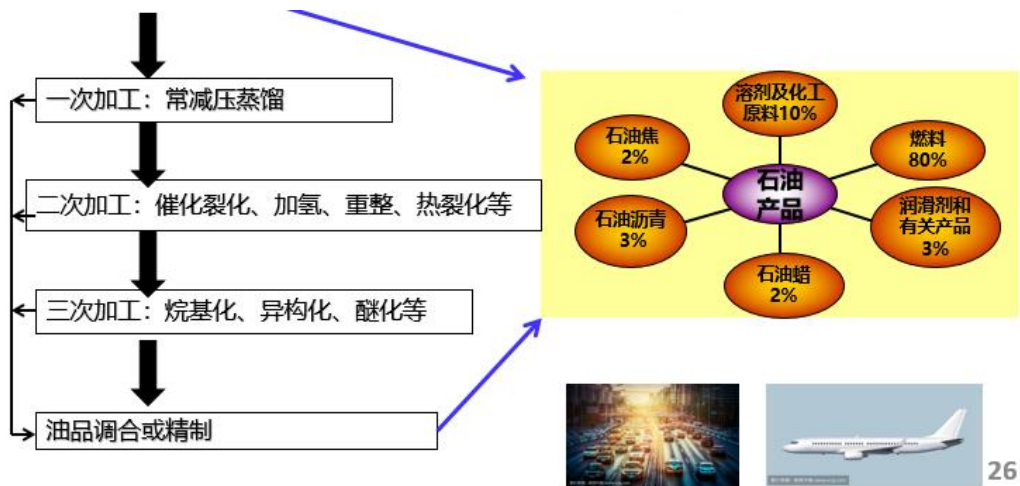 一次加工：常减压蒸馏
二次加工：催化裂化、加氢、重整、热裂化等
三次加工：烷基化、异构化、醚化等
油品调合或精制
溶剂及化工
原料10%
石油焦
2%
燃料
80%
石油
产品
石油沥青
3%
润滑剂和
有关产品
3%
石油蜡
2%
26